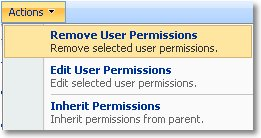 Actions
Remove User Permissions
Remove selected user permissions.
Edit User Permissions
Edit selected user permissions.
Inherit Permissions
Inherit permissions from parent.